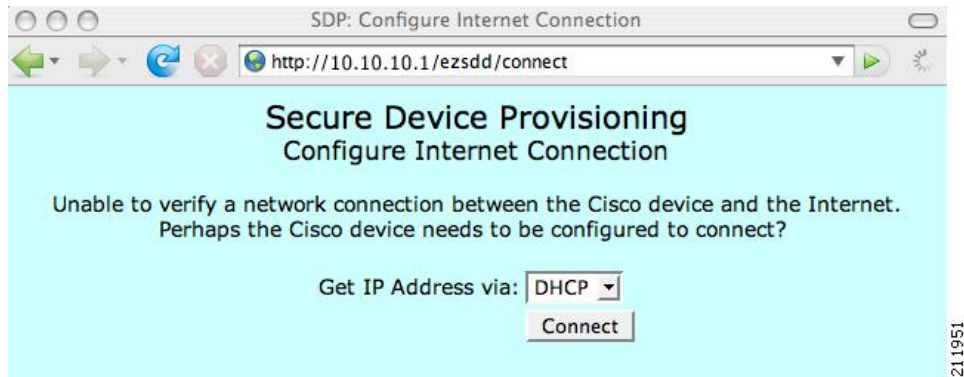 SDP: Configure Internet Connection
http://10.10.10.1/ezsdd/connect
Secure Device Provisioning
Configure Internet Connection
Unable to verify a network connection between the Cisco device and the Internet.
Perhaps the Cisco device needs to be configured to connect?
Get IP Address via: DHCP
Connect
211951